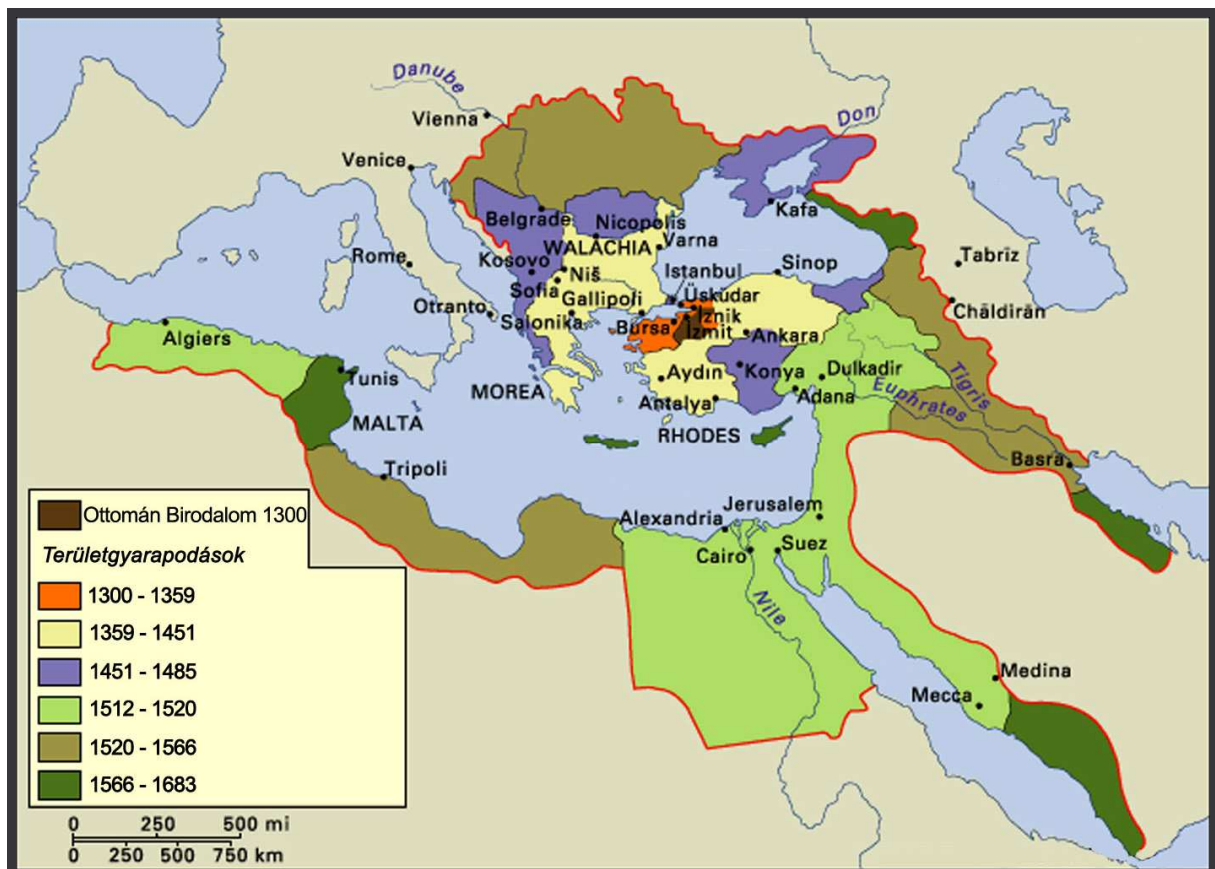 Danube
Vienna
Don
Venice
Belgrade
Nicopolis
Kafa
WALACHIA
Varna
Rome
Kosovo
Niš
Istanbul
Sinop
Tabrīz
Sofia
Gallipoli
Üsküdar
Chāldirān
Otranto
Salonika
Bursa
İznik
İzmit
Ankara
Algiers
Tunis
MOREA
Aydın
Konya
Dulkadir
Tigris
Euphrates
Antalya
Adana
MALTA
RHODES
Tripoli
Basra
Jerusalem
Alexandria
Cairo
Suez
Nile
Medina
Mecca
Ottomán Birodalom 1300
Területgyarapodások
1300 - 1359
1359 - 1451
1451 - 1485
1512 - 1520
1520 - 1566
1566 - 1683
0 250 500 mi
0 250 500 750 km